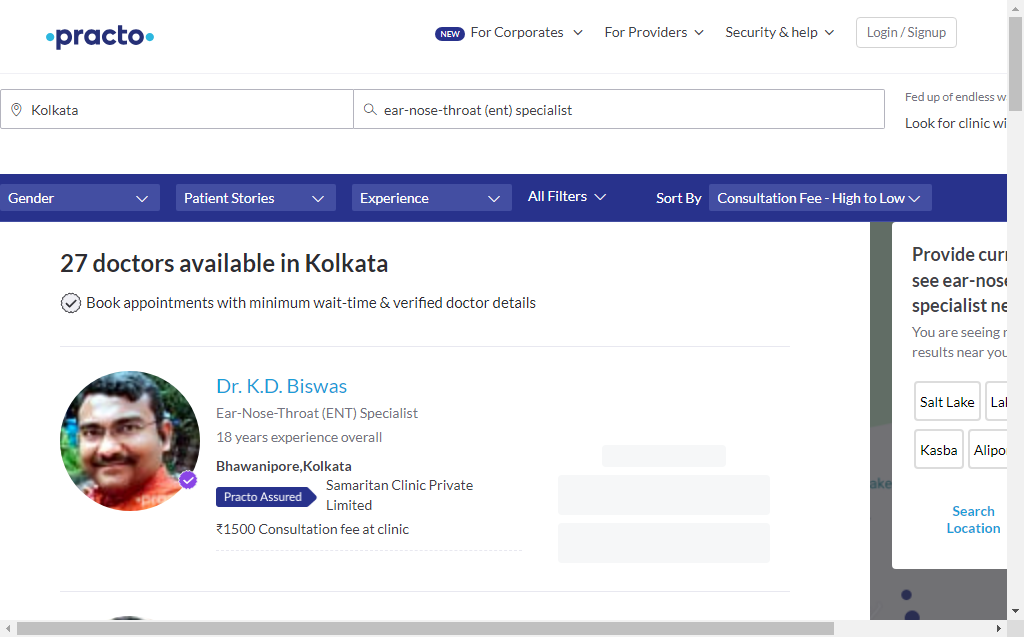 practo
NEW For Corporates
For Providers
Security & help
Login / Signup
Kolkata
ear-nose-throat (ent) specialist
Fed up of endless w
Look for clinic wi
Gender
Patient Stories
Experience
All Filters
Sort By
Consultation Fee - High to Low
27 doctors available in Kolkata
Book appointments with minimum wait-time & verified doctor details
Dr. K.D. Biswas
Ear-Nose-Throat (ENT) Specialist
18 years experience overall
Bhawanipore,Kolkata
Practo Assured
Samaritan Clinic Private
Limited
₹1500 Consultation fee at clinic
Provide curr
see ear-nose
specialist ne
You are seeing r
results near you
Salt Lake
Lal
Kasba
Alipo
Search
Location